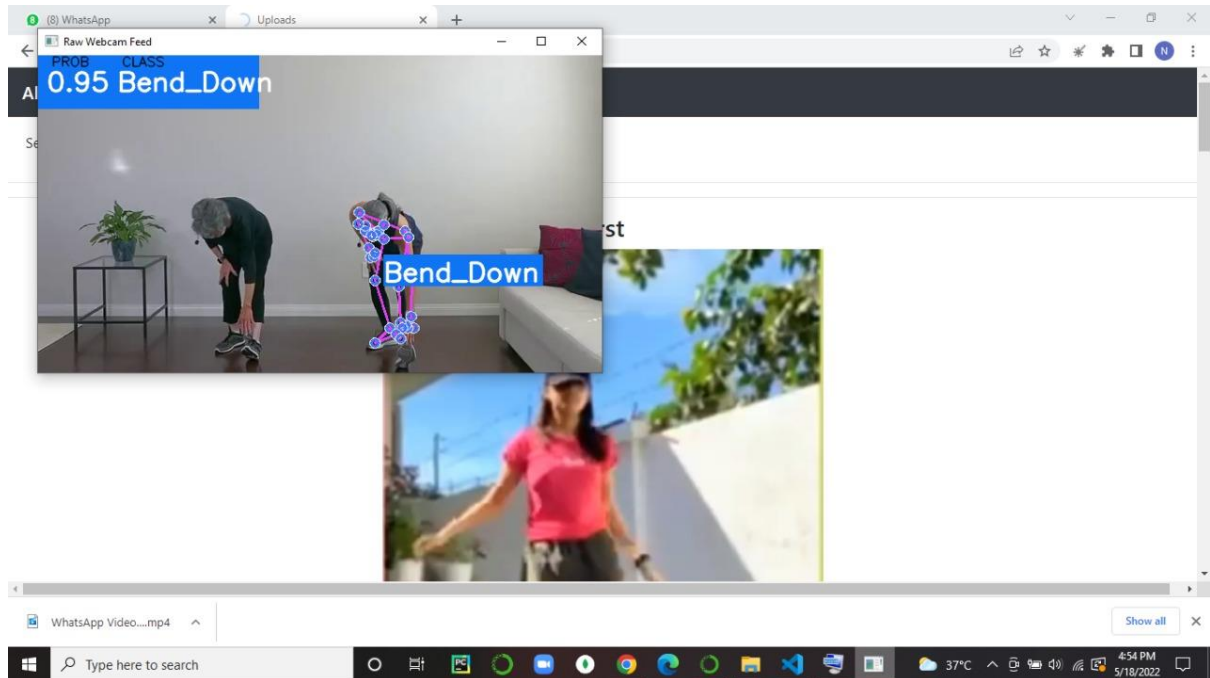 (8) WhatsApp
Uploads
Raw Webcam Feed
PROB CLASS
0.95 Bend_Down
Bend_Down
N
WhatsApp Video....mp4
Show all
Type here to search
37°C
4:54 PM
5/18/2022